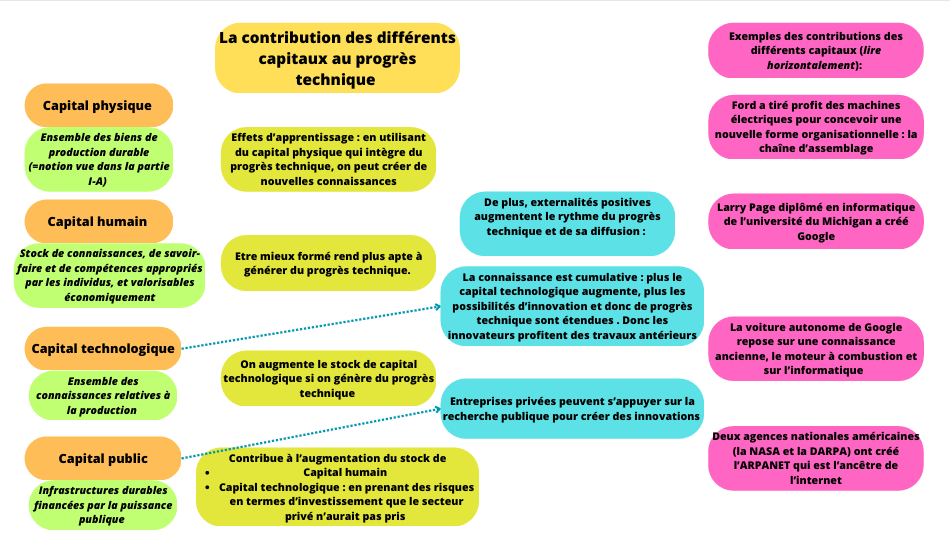 La contribution des différents
capitaux au progrès
technique
Exemples des contributions des
différents capitaux (lire
horizontalement):
Capital physique
Ensemble des biens de
production durable
(=notion vue dans la partie
I-A)
Effets d’apprentissage : en utilisant
du capital physique qui intègre du
progrès technique, on peut créer de
nouvelles connaissances
Ford a tiré profit des machines
électriques pour concevoir une
nouvelle forme organisationnelle : la
chaîne d’assemblage
Capital humain
Stock de connaissances, de savoir-
faire et de compétences appropriés
par les individus, et valorisables
économiquement
Etre mieux formé rend plus apte à
générer du progrès technique.
De plus, externalités positives
augmentent le rythme du progrès
technique et de sa diffusion :
Larry Page diplômé en informatique
de l’université du Michigan a créé
Google
Capital technologique
Ensemble des
connaissances relatives à
la production
On augmente le stock de capital
technologique si on génère du progrès
technique
La connaissance est cumulative : plus le
capital technologique augmente, plus les
possibilités d’innovation et donc de progrès
technique sont étendues . Donc les
innovateurs profitent des travaux antérieurs
La voiture autonome de Google
repose sur une connaissance
ancienne, le moteur à combustion et
sur l’informatique
Capital public
Infrastructures durables
financées par la puissance
publique
Contribue à l’augmentation du stock de
• Capital humain
• Capital technologique : en prenant des risques
en termes d’investissement que le secteur
privé n’aurait pas pris
Entreprises privées peuvent s’appuyer sur la
recherche publique pour créer des innovations
Deux agences nationales américaines
(la NASA et la DARPA) ont créé
l’ARPANET qui est l’ancêtre de
l’internet